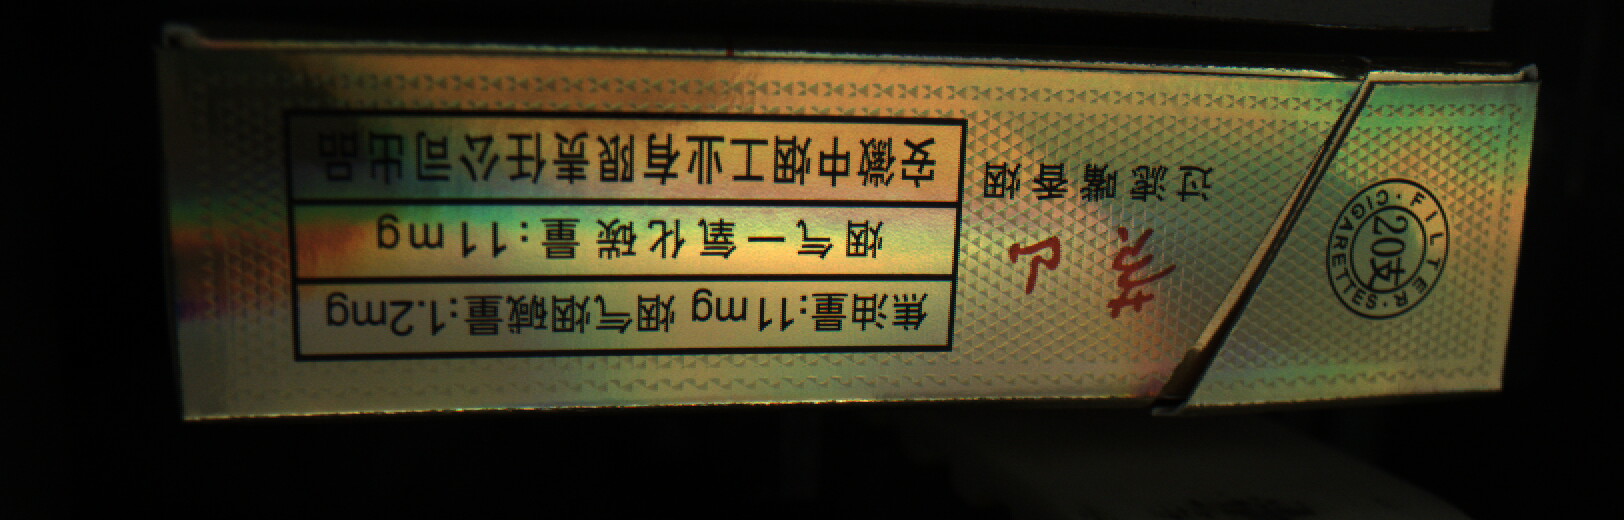 FILTER·CIGARETTES·
20支
黄山
过滤嘴香烟
焦油量:11mg 烟气烟碱量:1.2mg
烟气一氧化碳量:11mg
安徽中烟工业有限责任公司出品